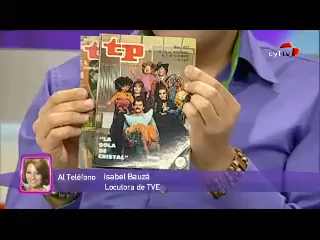 cyltv
tp
"LA
BOLA
DE
CRISTAL"
Al Teléfono Isabel Bauzá
Locutora de TVE